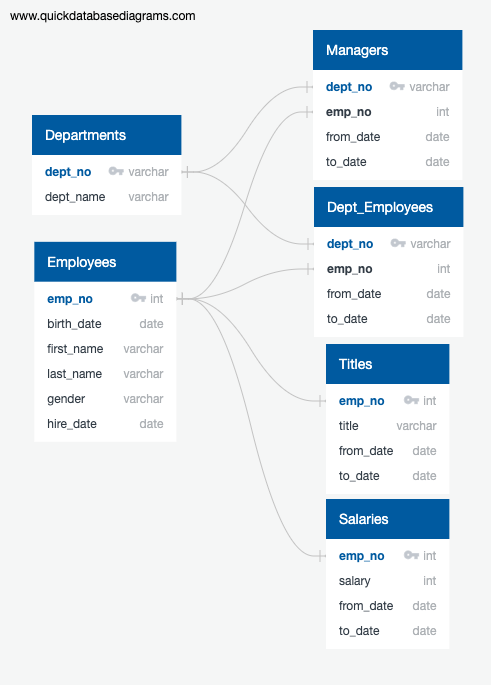 www.quickdatabasediagrams.com
Managers
dept_no varchar
emp_no int
from_date date
to_date date
Departments
dept_no varchar
dept_name varchar
Dept_Employees
dept_no varchar
emp_no int
from_date date
to_date date
Employees
emp_no int
birth_date date
first_name varchar
last_name varchar
gender varchar
hire_date date
Titles
emp_no int
title varchar
from_date date
to_date date
Salaries
emp_no int
salary int
from_date date
to_date date